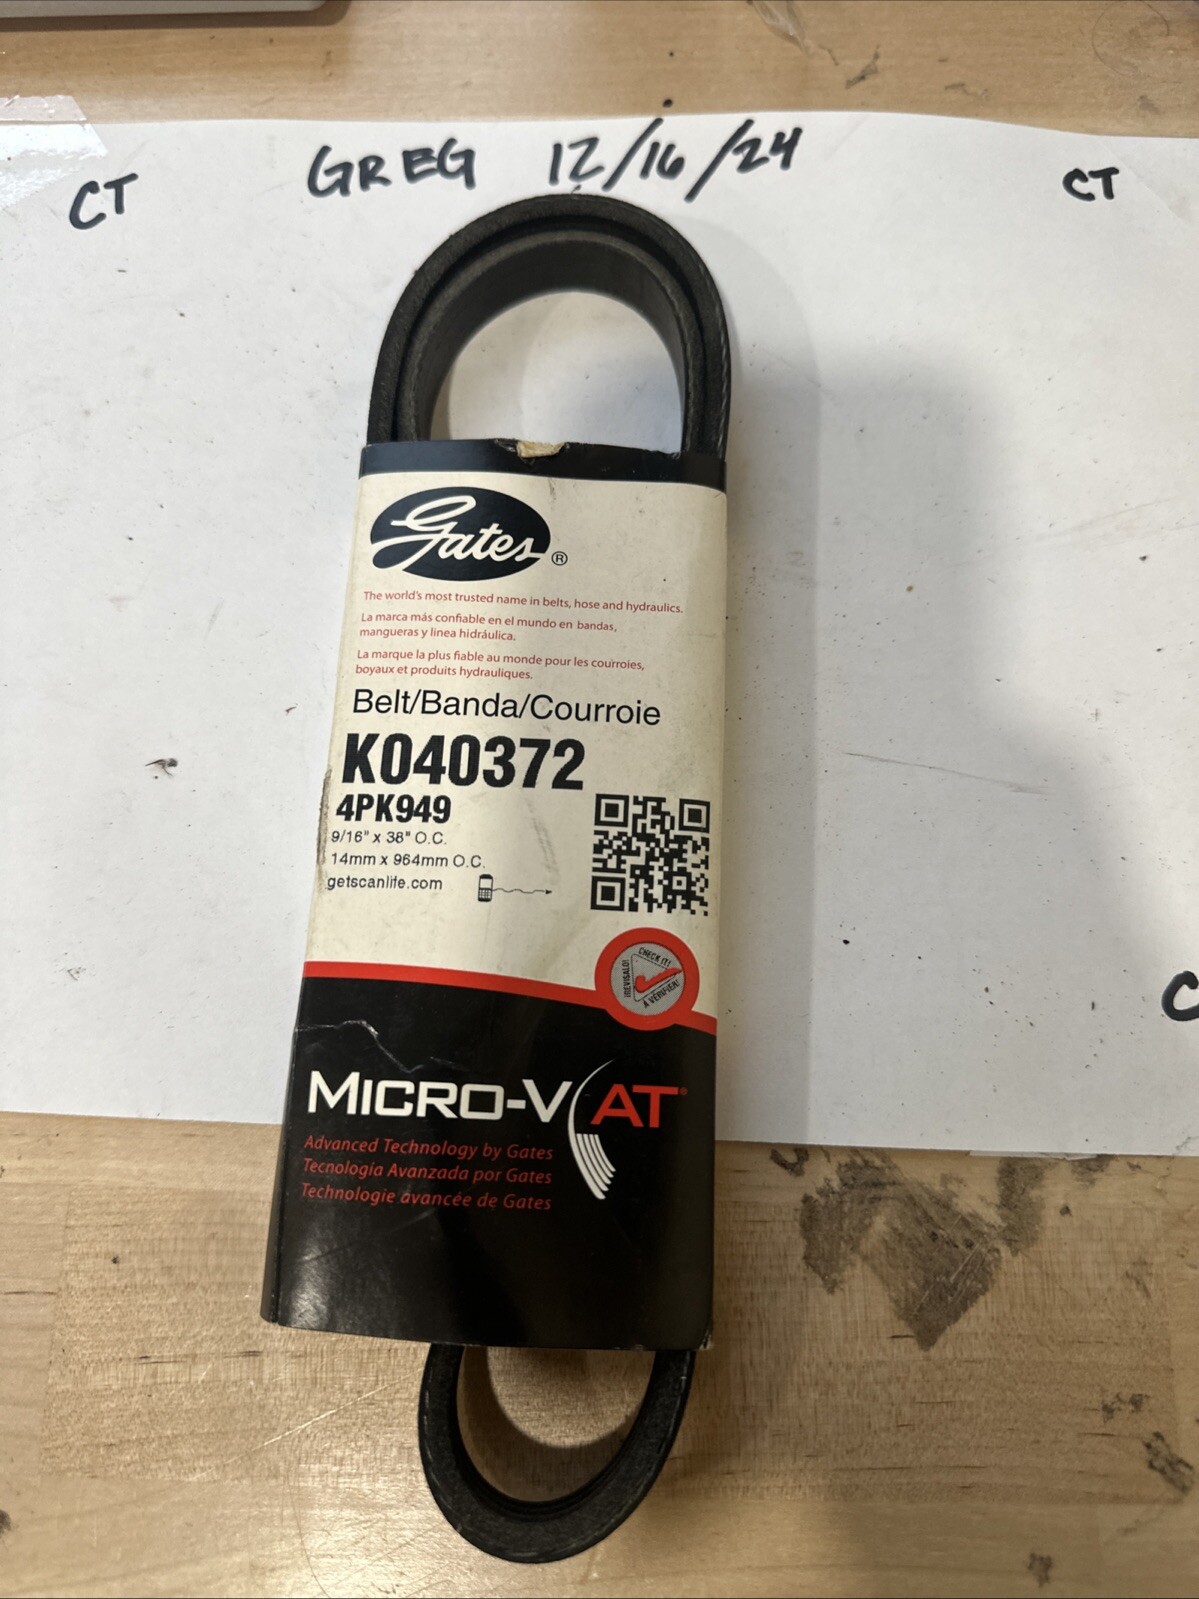 GREG 12/16/24
CT
CT
Gates®
The world's most trusted name in belts, hose and hydraulics.
La marca más confiable en el mundo en bandas,
mangueras y linea hidráulica.
La marque la plus fiable au monde pour les courroies,
boyaux et produits hydrauliques.
Belt/Banda/Courroie
K040372
4PK949
9/16" x 38" O.C.
14mm x 964mm O.C.
getscanlife.com
CHECK IT!
¡REVISALO!
À VÉRIFIER!
C
MICRO-V AT®
Advanced Technology by Gates
Tecnología Avanzada por Gates
Technologie avancée de Gates